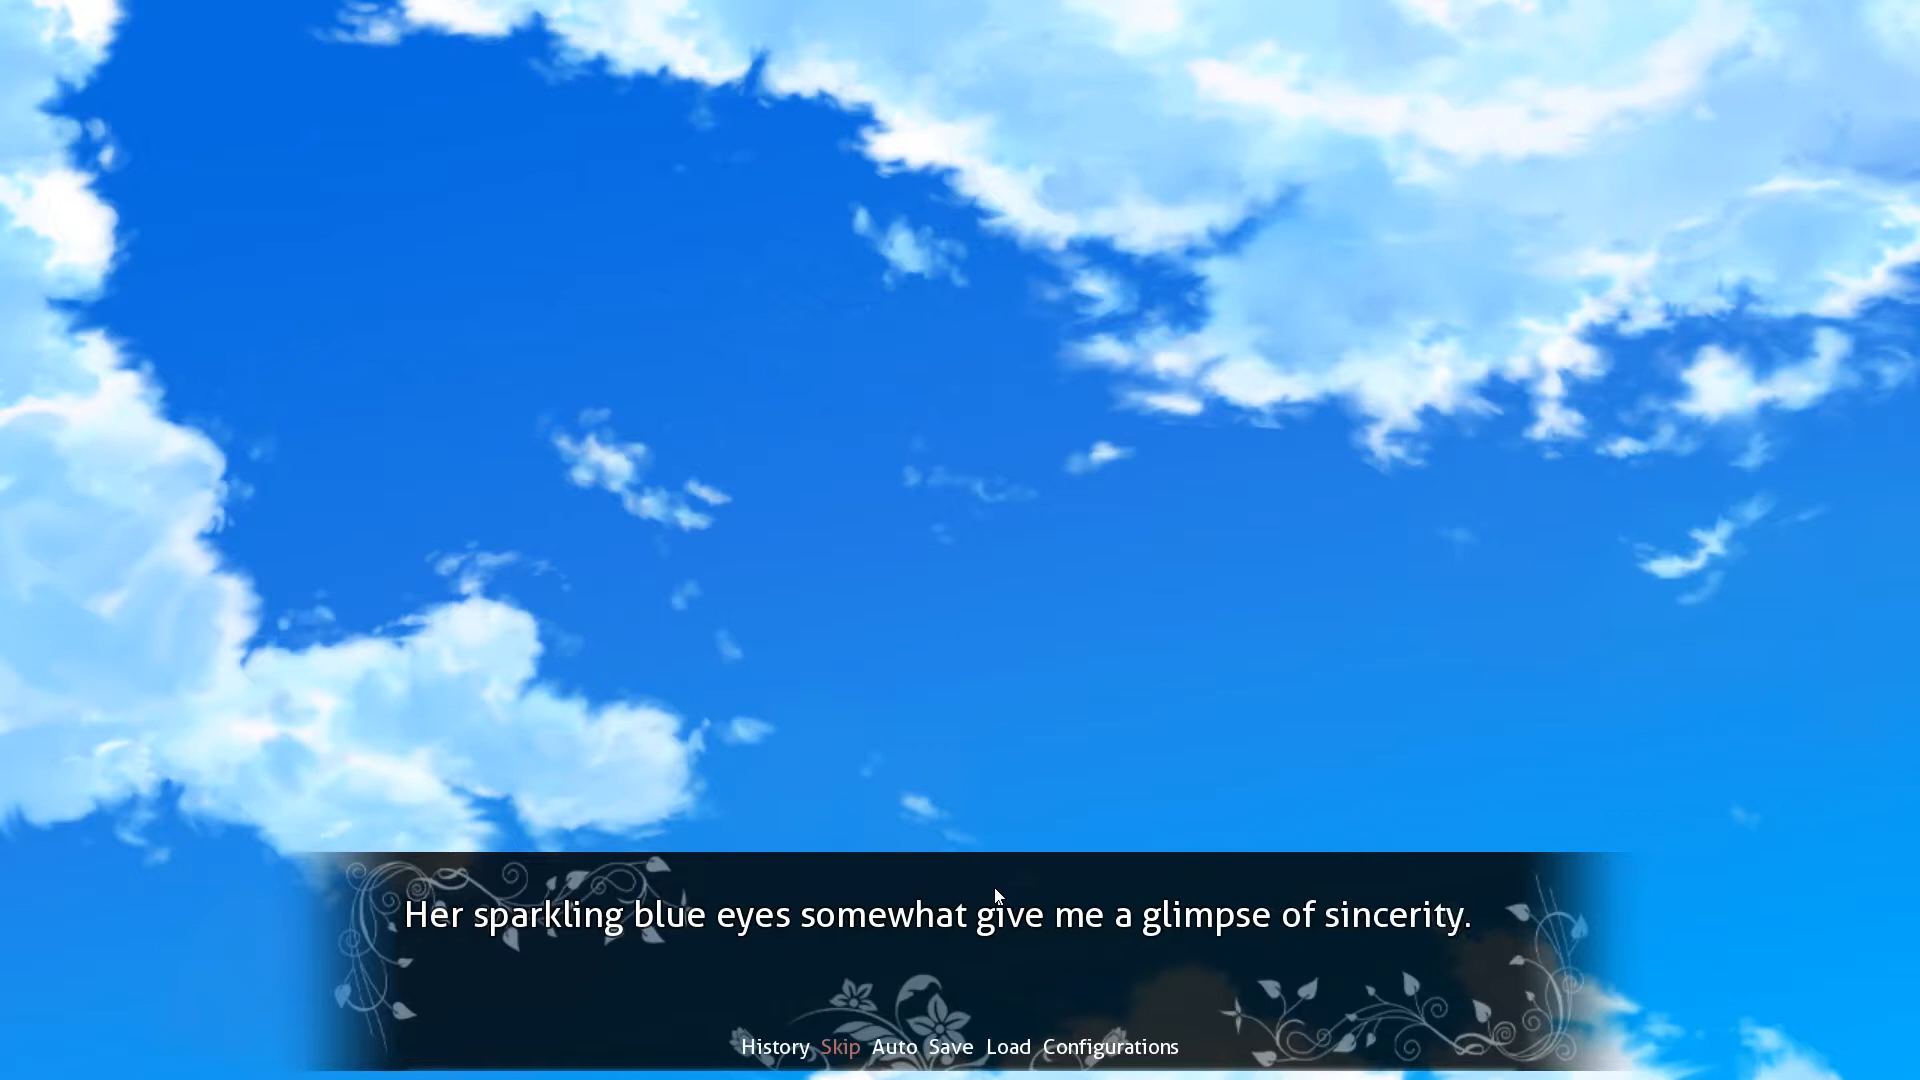 Her sparkling blue eyes somewhat give me a glimpse of sincerity.
History Skip Auto Save Load Configurations